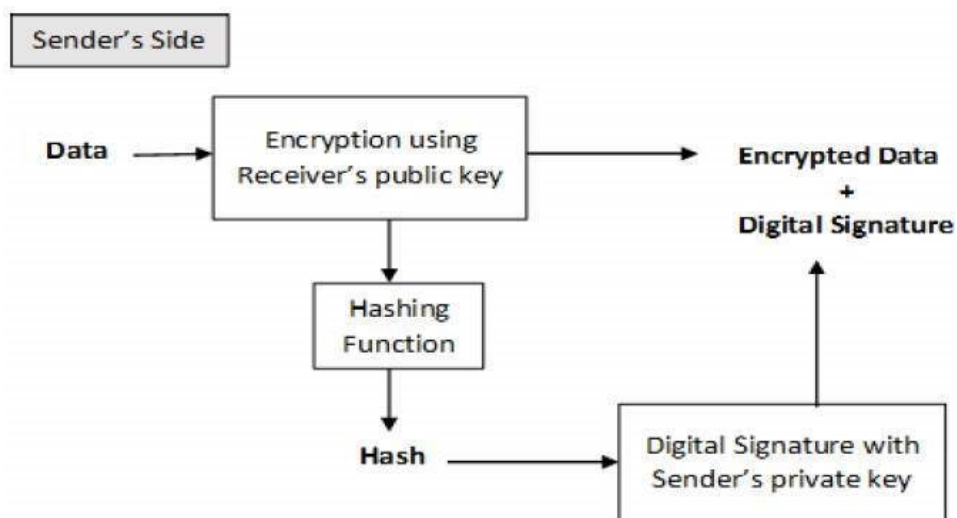 Sender’s Side
Data
Encryption using
Receiver’s public key
Encrypted Data
+
Digital Signature
Hashing
Function
Hash
Digital Signature with
Sender’s private key